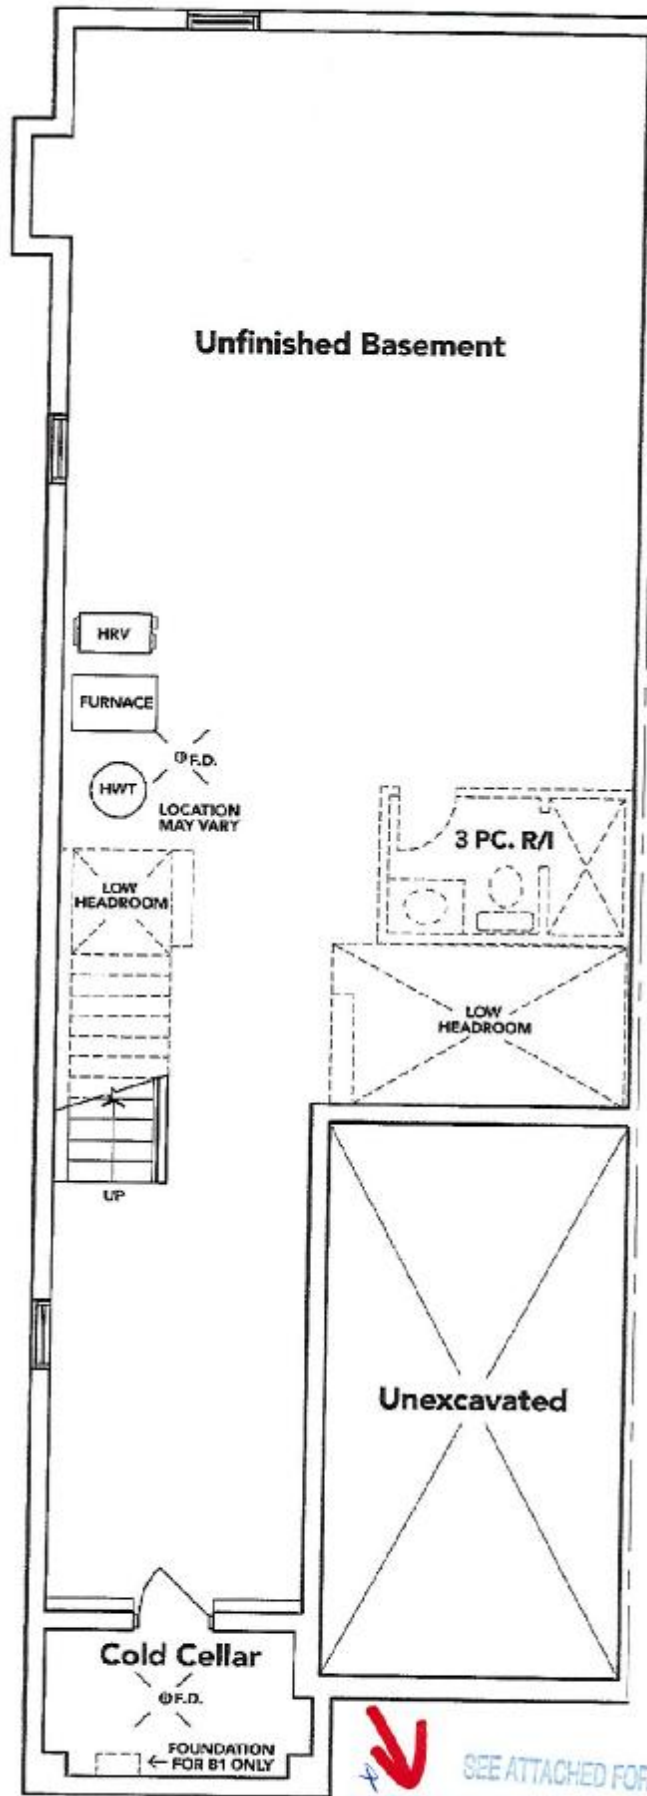 Unfinished Basement
HRV
FURNACE
F.D.
HWT
LOCATION
MAY VARY
3 PC. R/I
LOW
HEADROOM
LOW
HEADROOM
UP
Unexcavated
Cold Cellar
F.D.
FOUNDATION
FOR B1 ONLY
SEE ATTACHED FOR